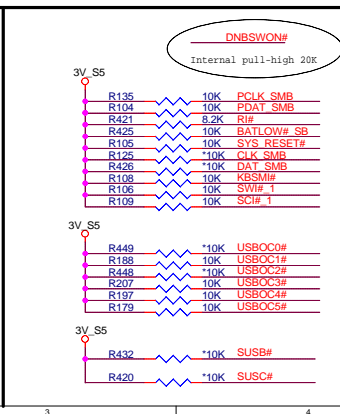 DNBSWON#
Internal pull-high 20K
3V_S5
R135 10K PCLK_SMB
R104 10K PDAT_SMB
R421 8.2K RI#
R425 10K BATLOW#_SB
R105 10K SYS_RESET#
R125 *10K CLK_SMB
R426 *10K DAT_SMB
R108 10K KBSMI#
R106 10K SWI#_1
R109 10K SCI#_1
3V_S5
R449 *10K USBOC0#
R188 10K USBOC1#
R448 *10K USBOC2#
R207 10K USBOC3#
R197 10K USBOC4#
R179 10K USBOC5#
3V_S5
R432 *10K SUSB#
R420 *10K SUSC#
3 4